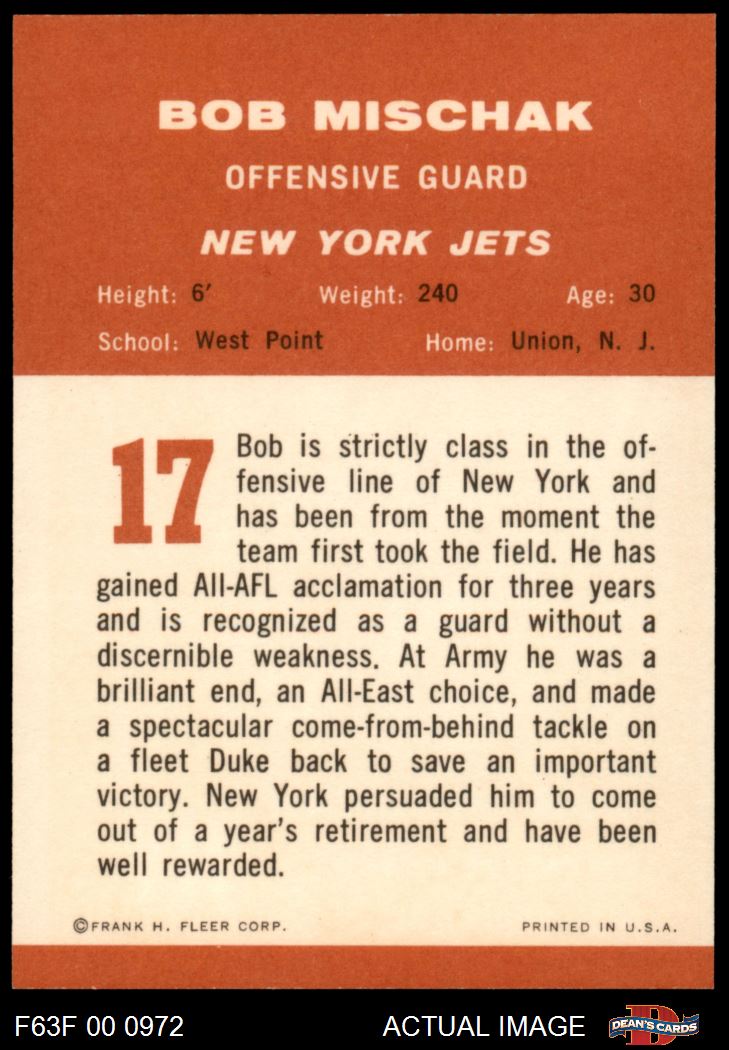 BOB MISCHAK
OFFENSIVE GUARD
NEW YORK JETS
Height: 6′ Weight: 240 Age: 30
School: West Point Home: Union, N. J.
17
Bob is strictly class in the of-
fensive line of New York and
has been from the moment the
team first took the field. He has
gained All-AFL acclamation for three years
and is recognized as a guard without a
discernible weakness. At Army he was a
brilliant end, an All-East choice, and made
a spectacular come-from-behind tackle on
a fleet Duke back to save an important
victory. New York persuaded him to come
out of a year's retirement and have been
well rewarded.
©FRANK H. FLEER CORP. PRINTED IN U.S.A.
F63F 00 0972 ACTUAL IMAGE D DEAN'S CARDS